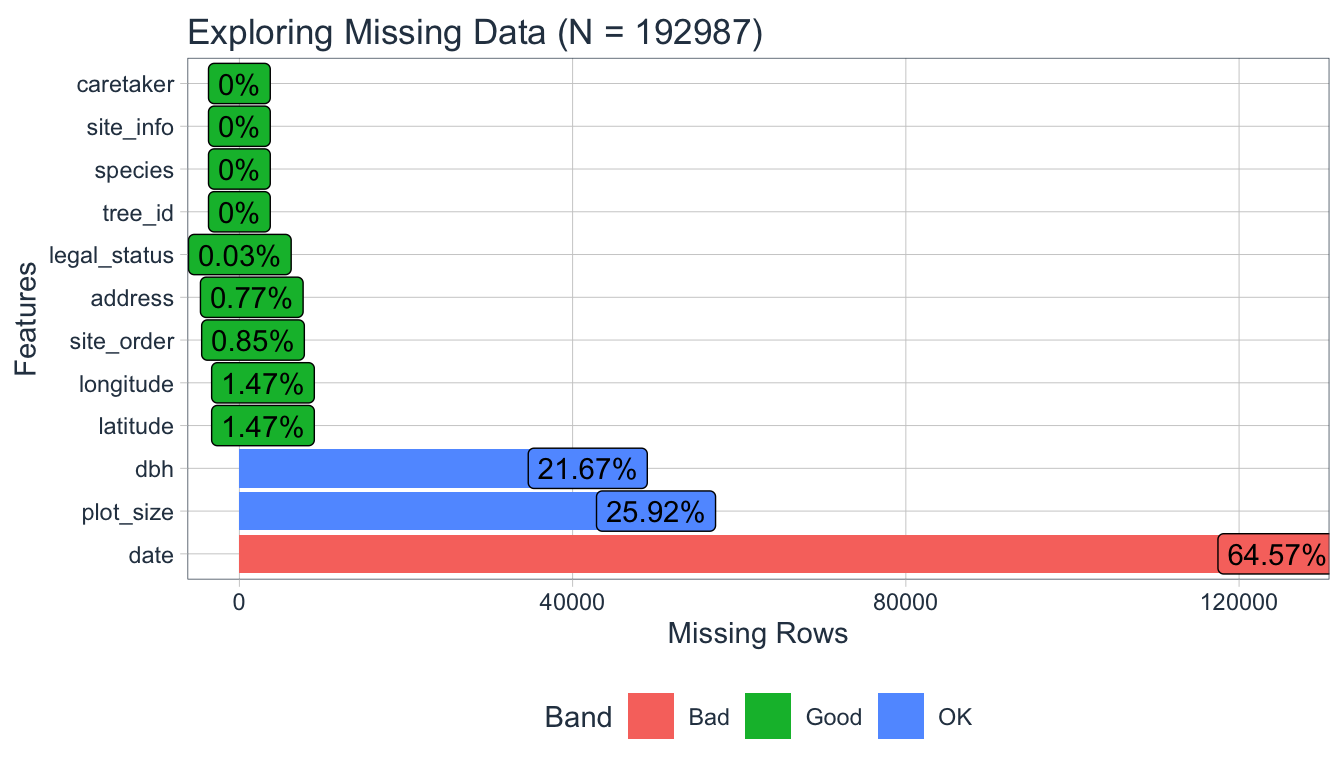 Exploring Missing Data (N = 192987)
Features
caretaker 0%
site_info 0%
species 0%
tree_id 0%
legal_status 0.03%
address 0.77%
site_order 0.85%
longitude 1.47%
latitude 1.47%
dbh 21.67%
plot_size 25.92%
date 64.57%
0 40000 80000 120000
Missing Rows
Band Bad Good OK